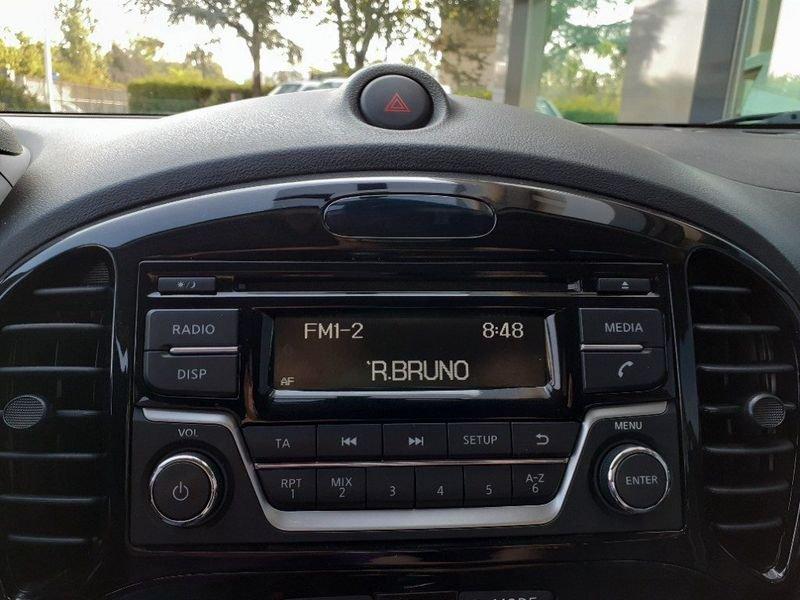 RADIO
DISP
FM1-2 8:48
'R.BRUNO
AF
MEDIA
VOL
TA
SETUP
MENU
RPT 1
MIX 2
3
4
5
A-Z 6
ENTER
MODE